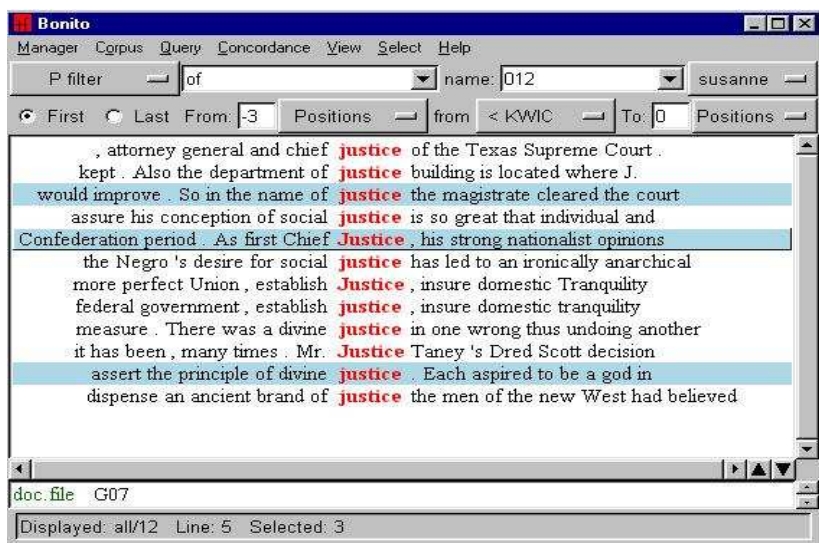 Bonito
Manager Corpus Query Concordance View Select Help
P filter of name: 012 susanne
First Last From: -3 Positions from < KWIC To: 0 Positions
, attorney general and chief justice of the Texas Supreme Court .
kept . Also the department of justice building is located where J.
would improve . So in the name of justice the magistrate cleared the court
assure his conception of social justice is so great that individual and
Confederation period . As first Chief Justice , his strong nationalist opinions
the Negro 's desire for social justice has led to an ironically anarchical
more perfect Union , establish Justice , insure domestic Tranquility
federal government , establish justice , insure domestic tranquility
measure . There was a divine justice in one wrong thus undoing another
it has been , many times . Mr. Justice Taney 's Dred Scott decision
assert the principle of divine justice . Each aspired to be a god in
dispense an ancient brand of justice the men of the new West had believed
doc.file G07
Displayed: all/12 Line: 5 Selected: 3